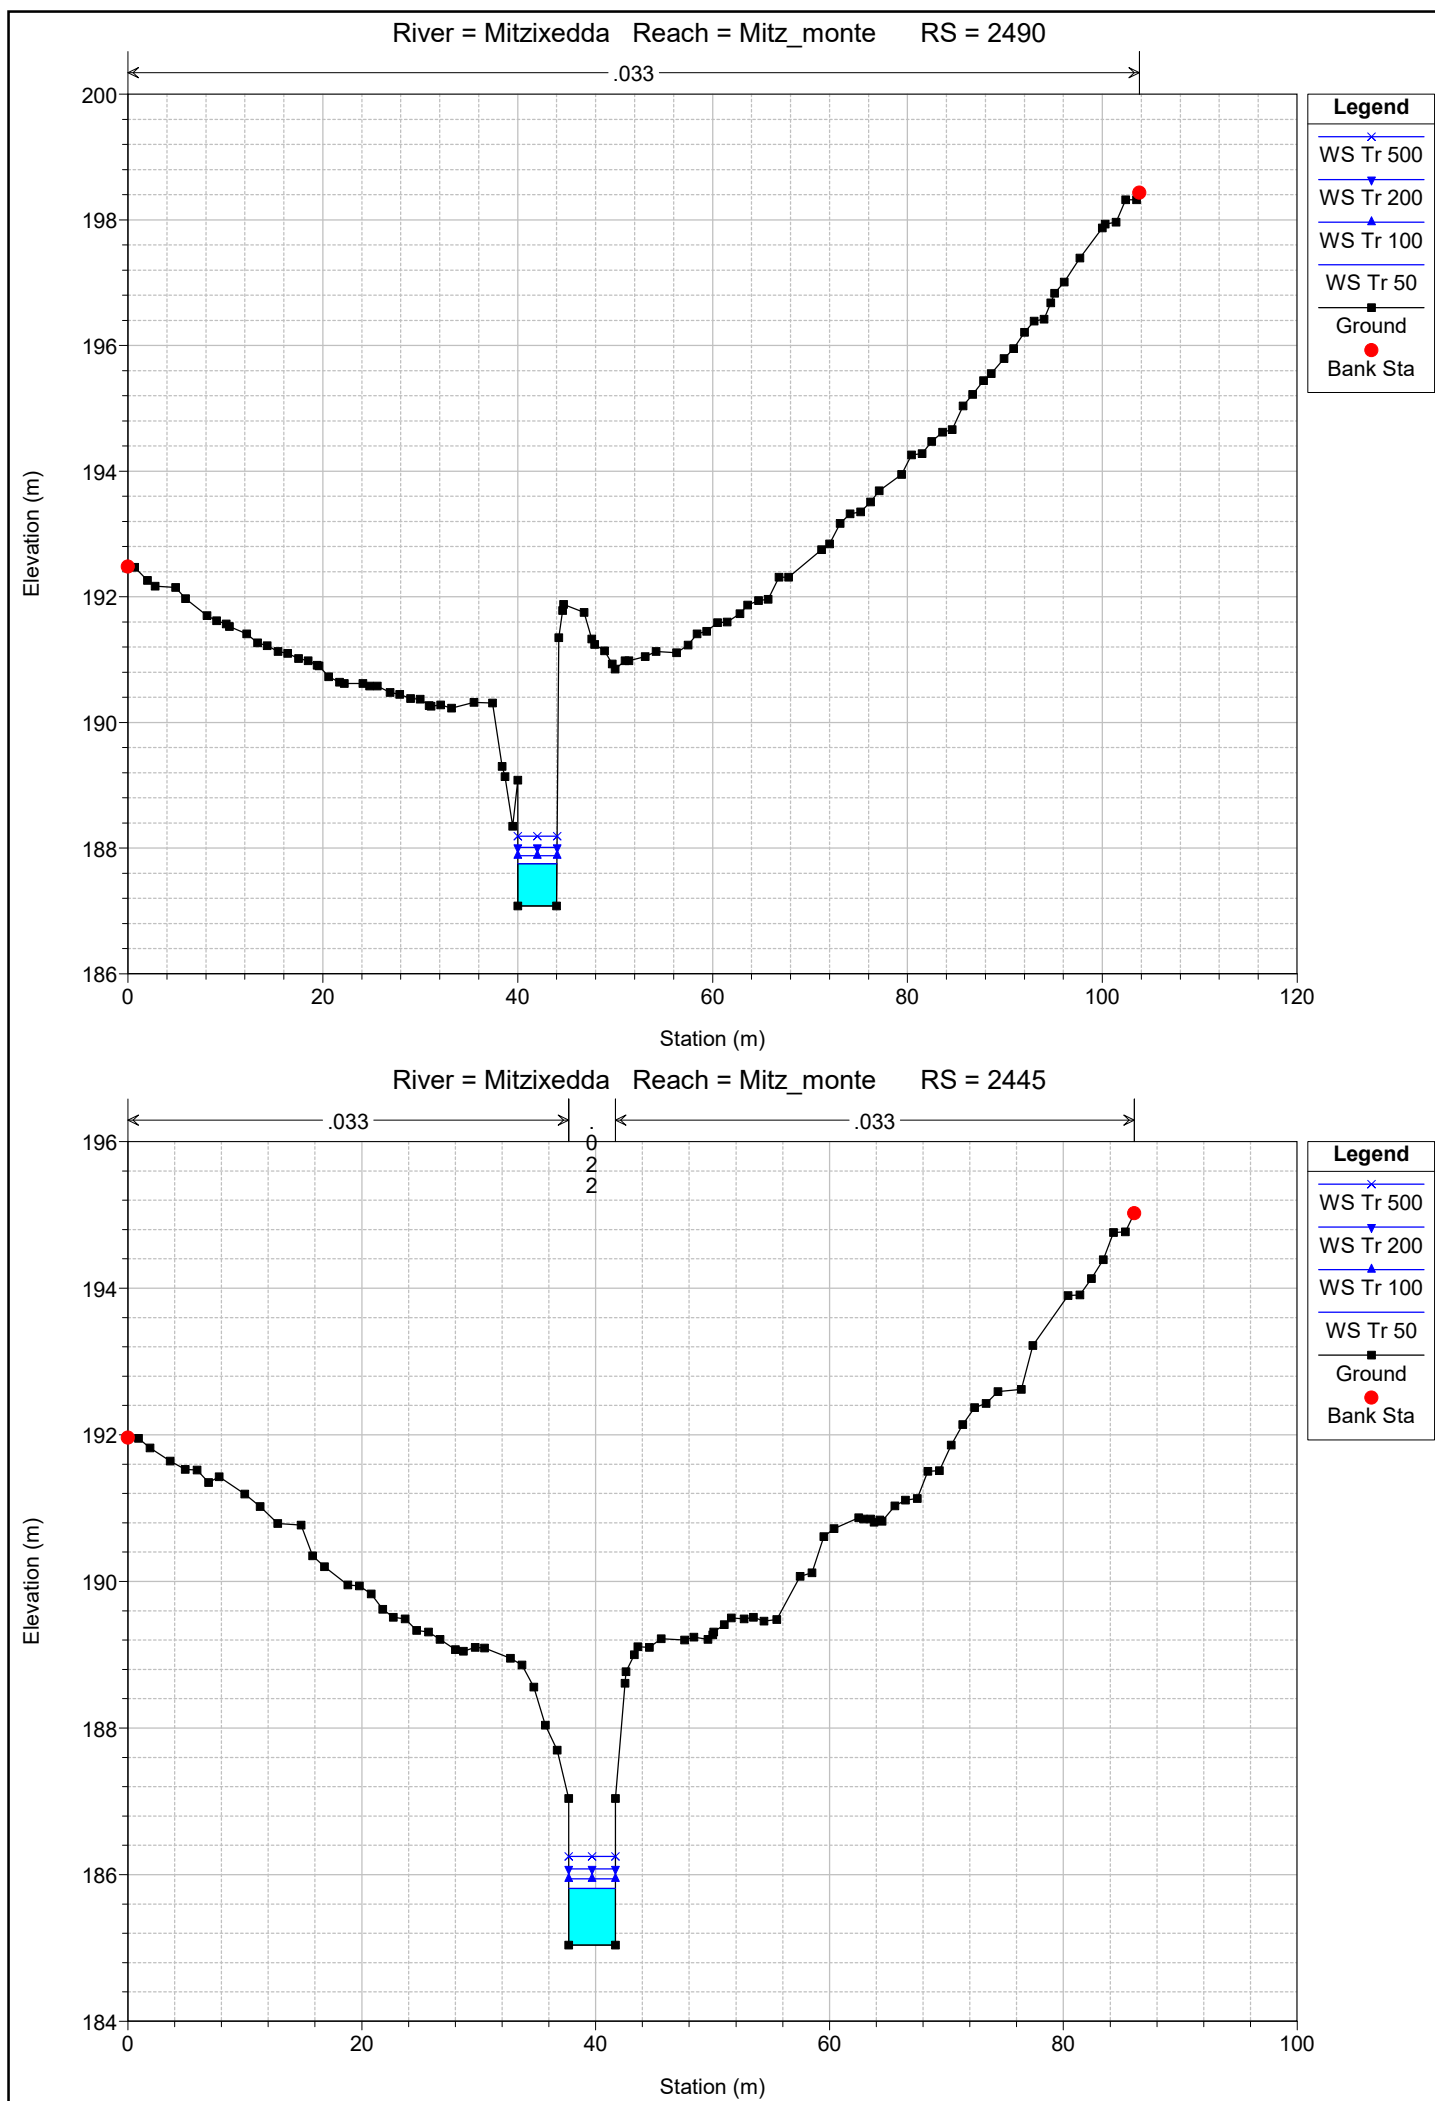 River = Mitzixedda Reach = Mitz_monte RS = 2490
.033
200
198
196
194
192
190
188
186
0 20 40 60 80 100 120
Elevation (m)
Station (m)
Legend
WS Tr 500
WS Tr 200
WS Tr 100
WS Tr 50
Ground
Bank Sta
River = Mitzixedda Reach = Mitz_monte RS = 2445
.033 .022 .033
196
194
192
190
188
186
184
0 20 40 60 80 100
Elevation (m)
Station (m)
Legend
WS Tr 500
WS Tr 200
WS Tr 100
WS Tr 50
Ground
Bank Sta